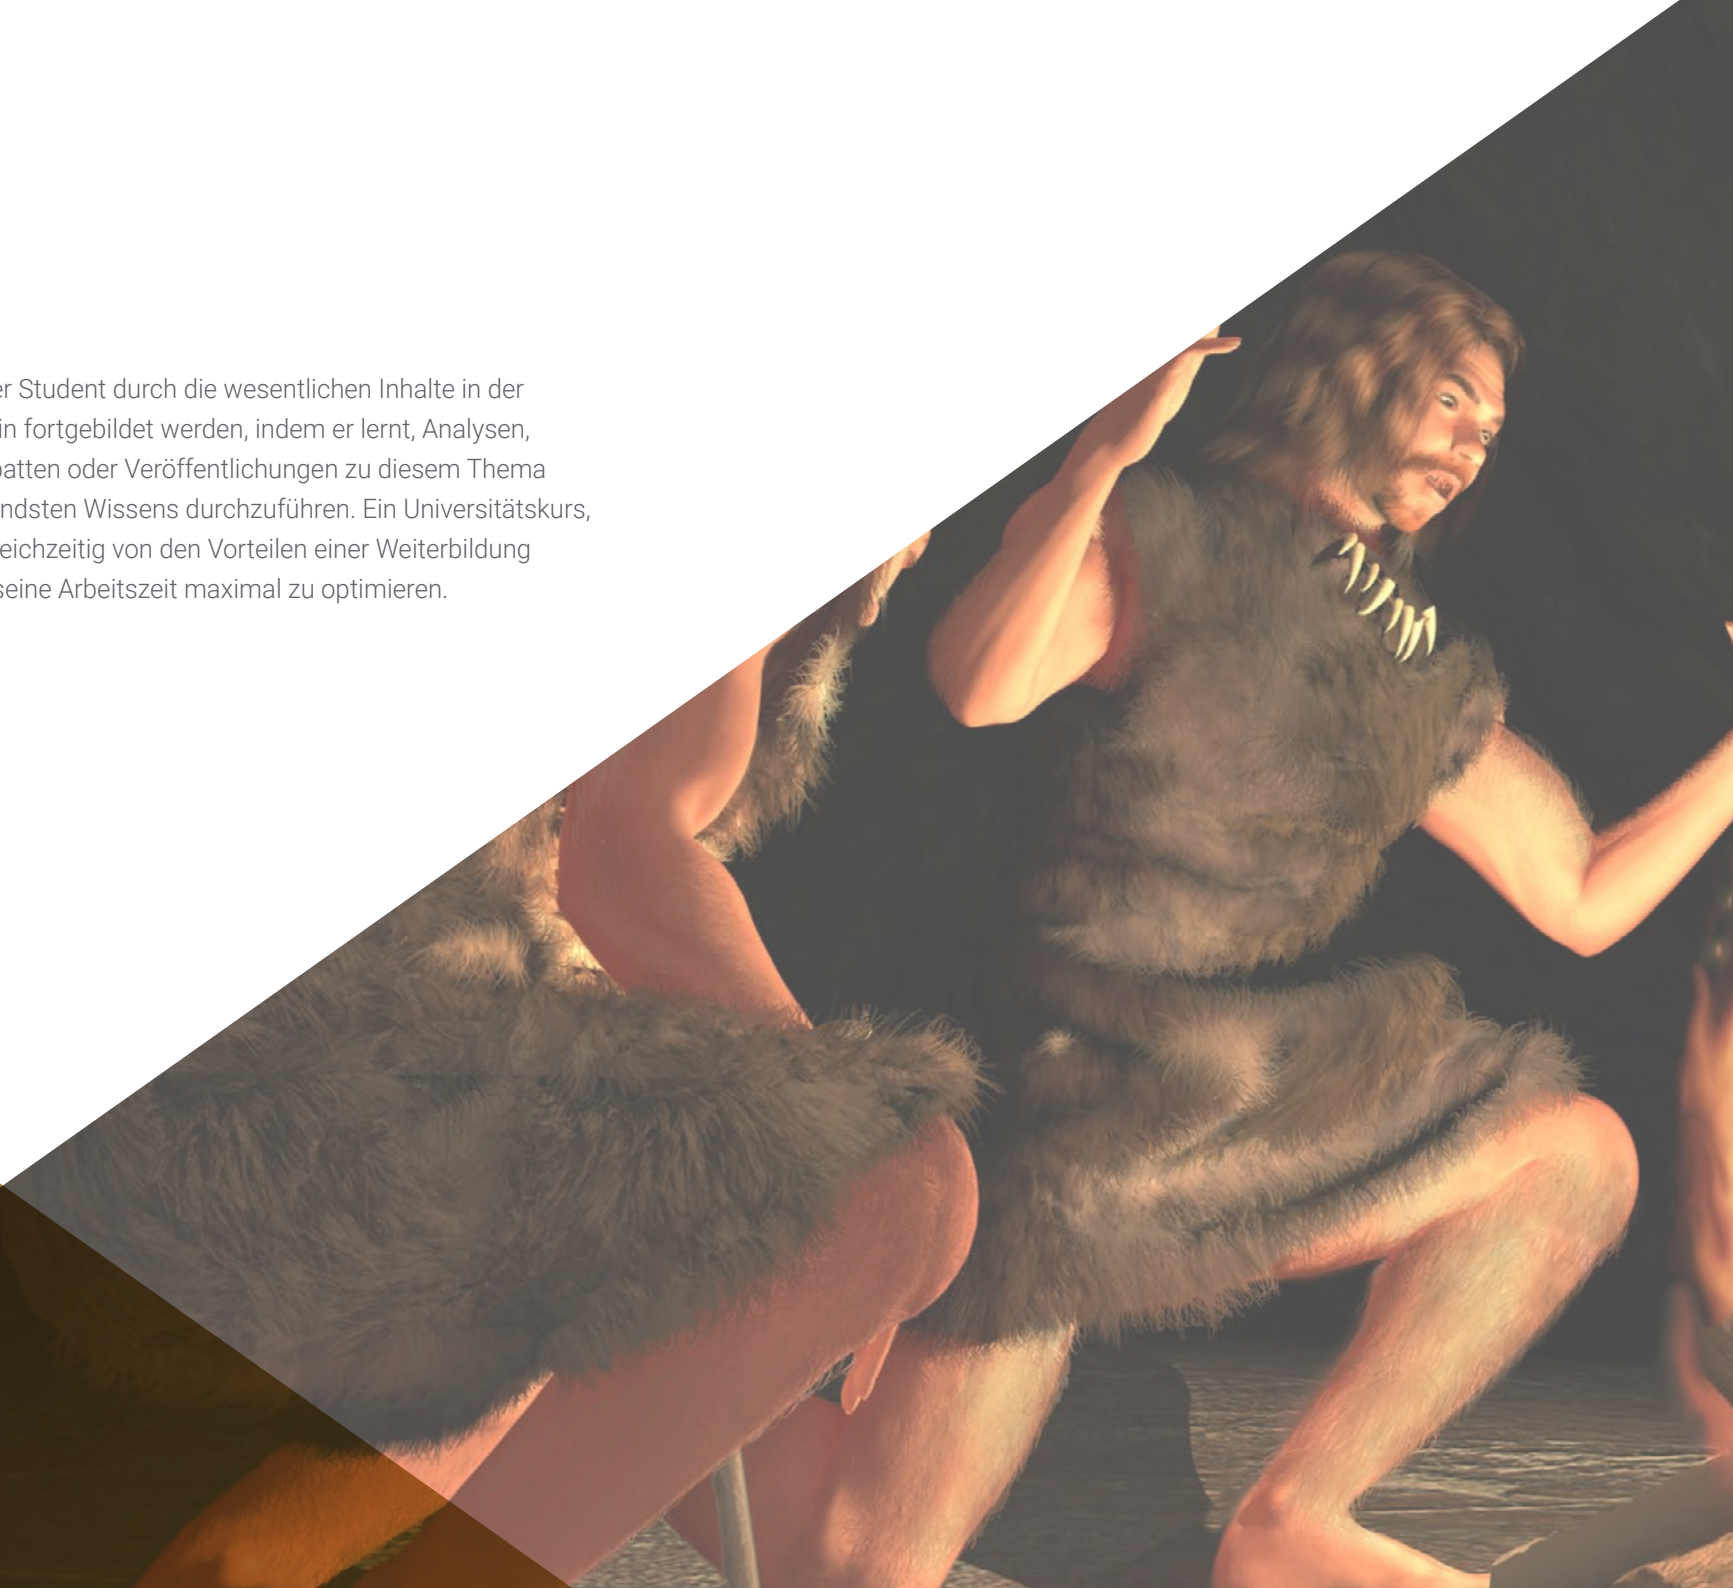 er Student durch die wesentlichen Inhalte in der
in fortgebildet werden, indem er lernt, Analysen,
batten oder Veröffentlichungen zu diesem Thema
ndsten Wissens durchzuführen. Ein Universitätskurs,
eichzeitig von den Vorteilen einer Weiterbildung
seine Arbeitszeit maximal zu optimieren.